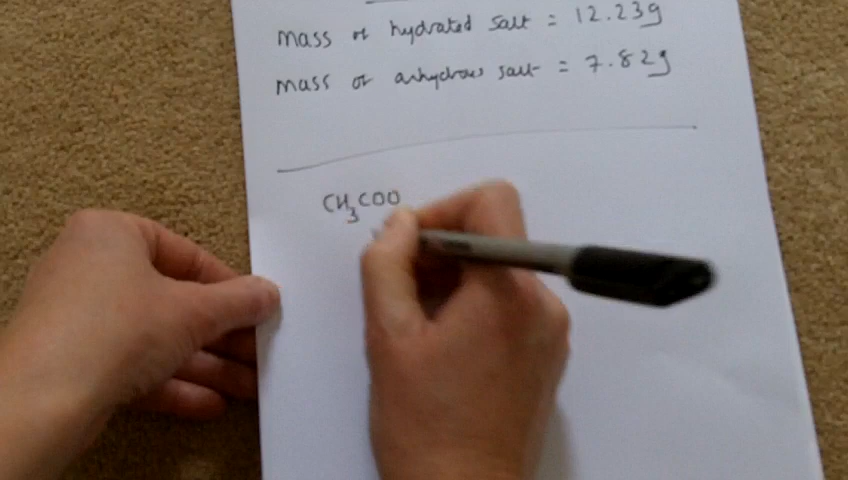 mass of hydrated salt = 12.23g
mass of anhydrous salt = 7.82g
CH₃COO